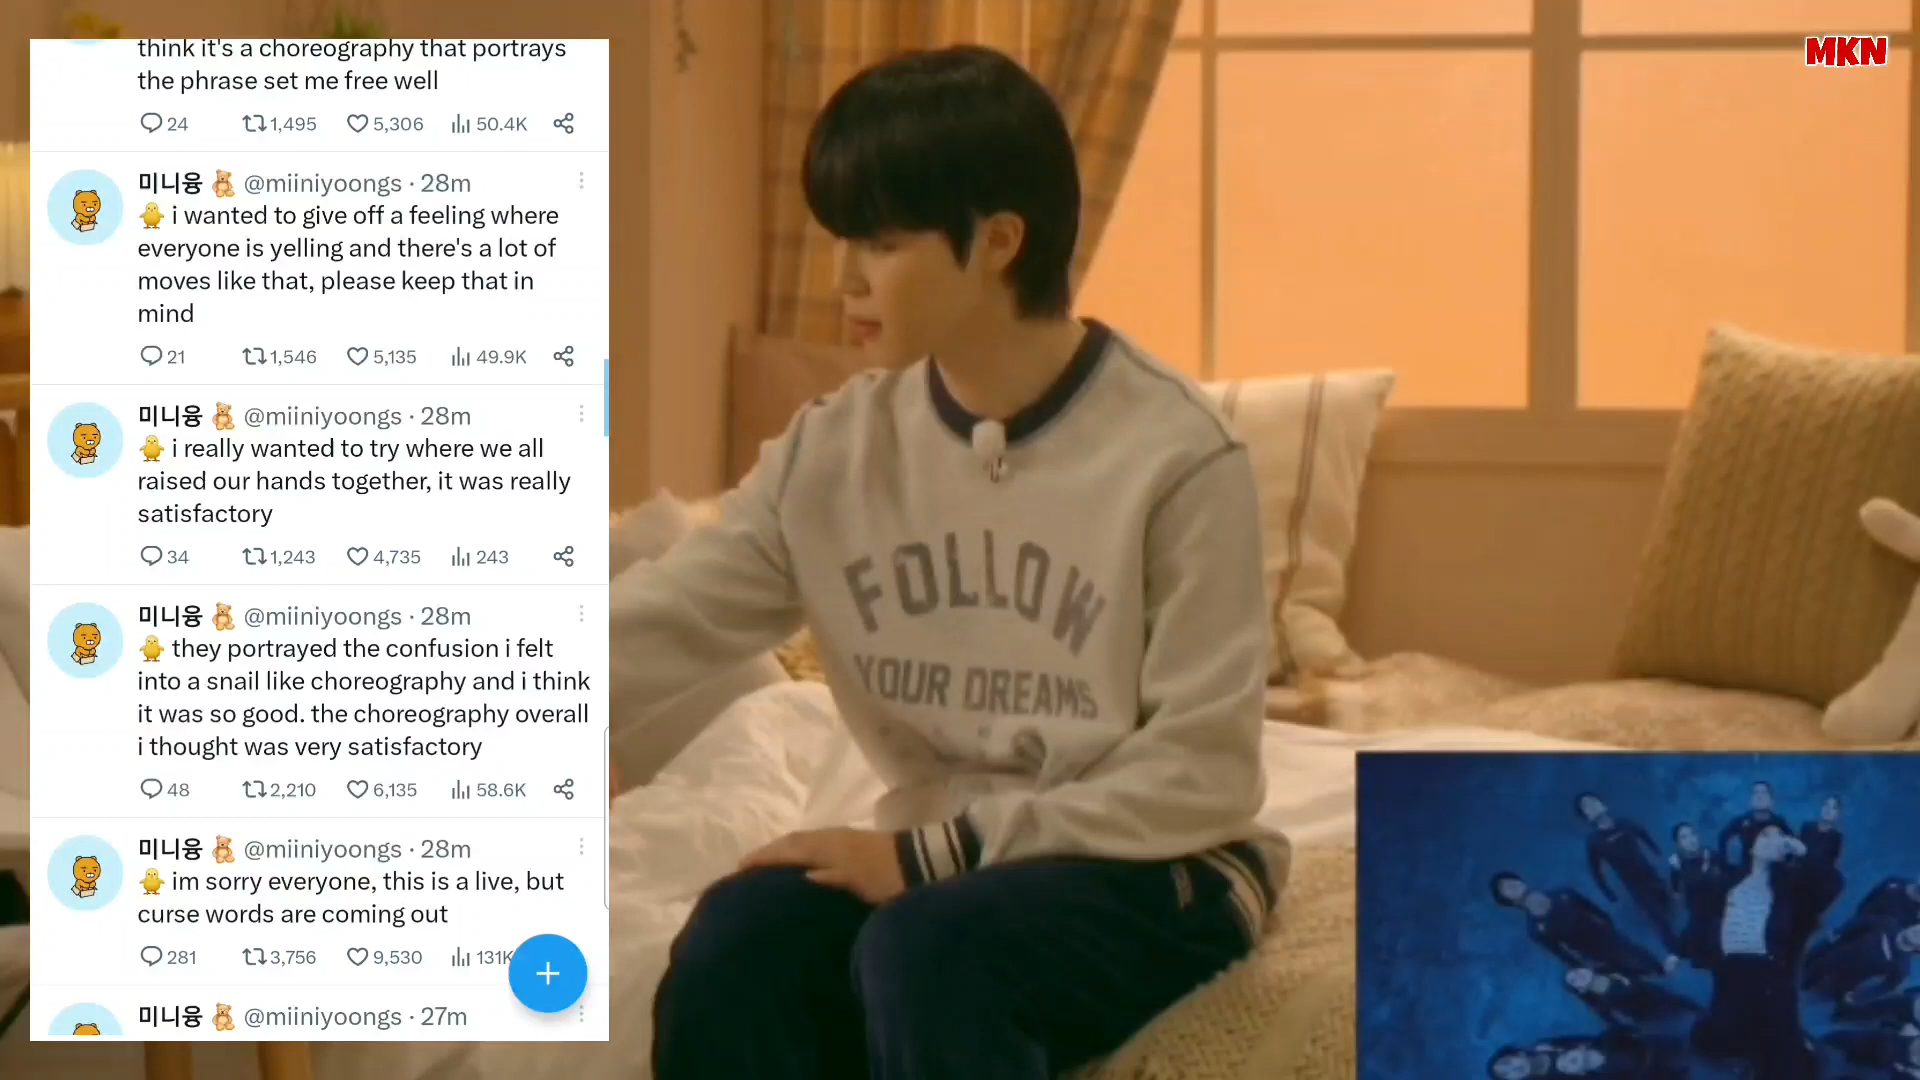 think it's a choreography that portrays
the phrase set me free well
24 1,495 5,306 50.4K
미니융 🧸 @miiniyoongs · 28m
🐥 i wanted to give off a feeling where
everyone is yelling and there's a lot of
moves like that, please keep that in
mind
21 1,546 5,135 49.9K
미니융 🧸 @miiniyoongs · 28m
🐥 i really wanted to try where we all
raised our hands together, it was really
satisfactory
34 1,243 4,735 243
미니융 🧸 @miiniyoongs · 28m
🐥 they portrayed the confusion i felt
into a snail like choreography and i think
it was so good. the choreography overall
i thought was very satisfactory
48 2,210 6,135 58.6K
미니융 🧸 @miiniyoongs · 28m
🐥 im sorry everyone, this is a live, but
curse words are coming out
281 3,756 9,530 131K
미니융 🧸 @miiniyoongs · 27m
MKN
FOLLOW
YOUR DREAMS